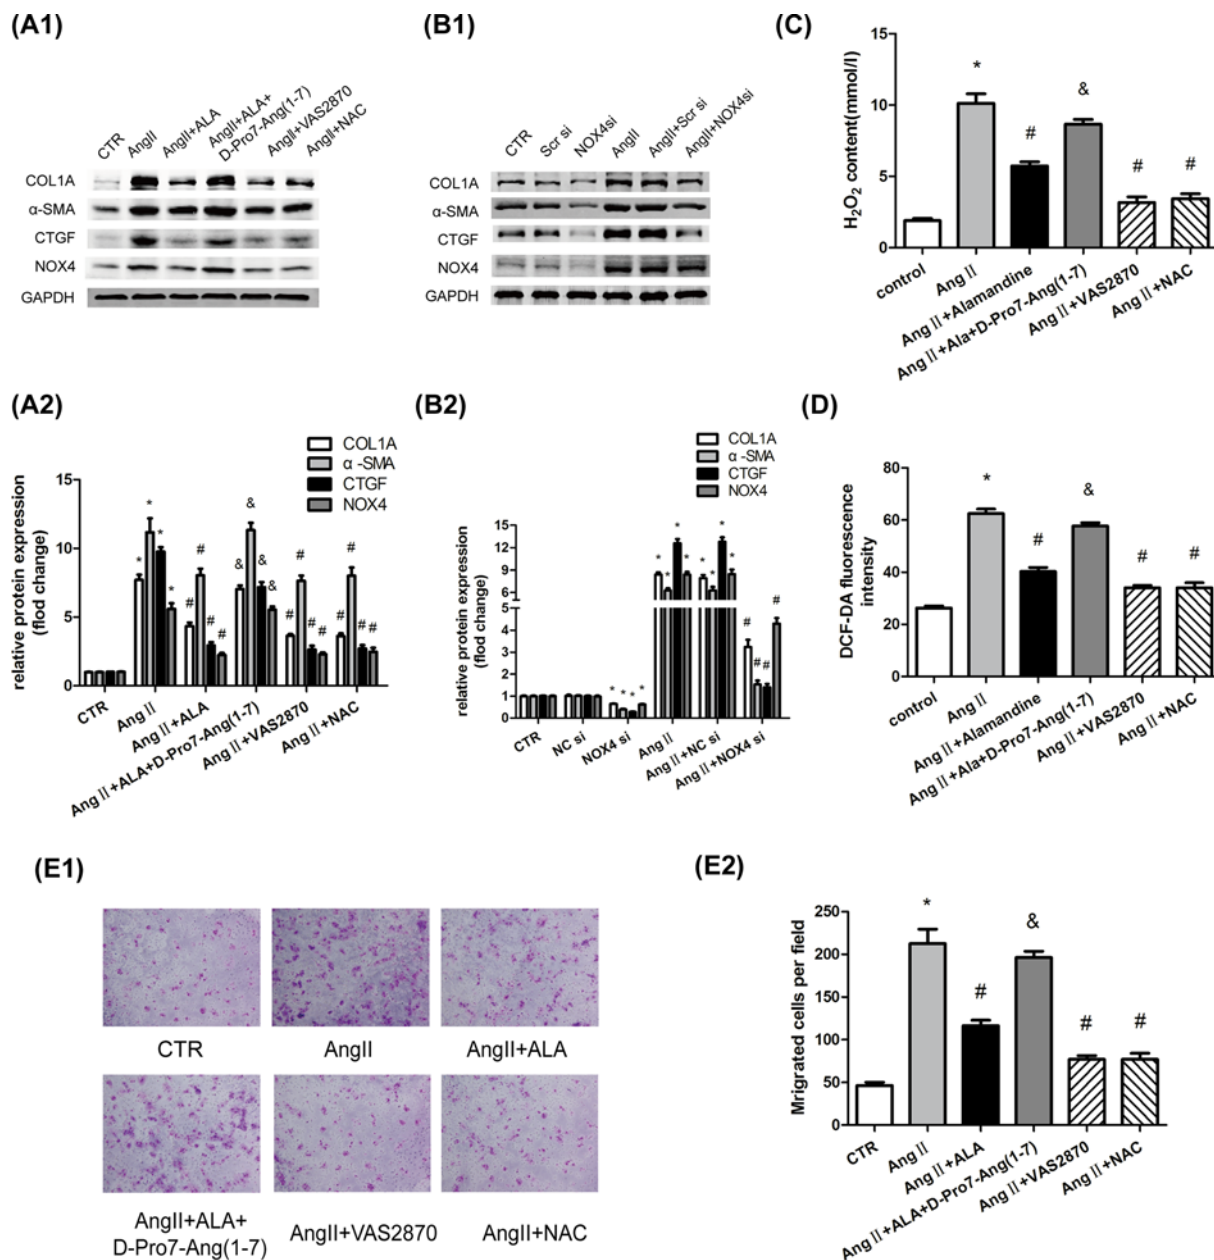 (A1)
CTR
AngII
AngII+ALA
AngII+ALA+
D-Pro7-Ang(1-7)
AngII+VAS2870
AngII+NAC
COL1A
α-SMA
CTGF
NOX4
GAPDH
(B1)
CTR
Scr si
NOX4si
AngII
AngII+Scr si
AngII+NOX4si
COL1A
α-SMA
CTGF
NOX4
GAPDH
(C)
H₂O₂ content(mmol/l)
15
10
5
0
*
#
&
#
#
control
Ang Ⅱ
Ang Ⅱ+Alamandine
Ang Ⅱ+Ala+D-Pro7-Ang(1-7)
Ang Ⅱ+VAS2870
Ang Ⅱ+NAC
(A2)
COL1A
α-SMA
CTGF
NOX4
relative protein expression
(flod change)
15
10
5
0
* * * *
# # # #
& & & &
# # # #
# # # #
CTR
Ang Ⅱ
Ang Ⅱ+ALA
Ang Ⅱ+ALA+D-Pro7-Ang(1-7)
Ang Ⅱ+VAS2870
Ang Ⅱ+NAC
(B2)
COL1A
α-SMA
CTGF
NOX4
relative protein expression
(flod change)
15
10
5
4
3
2
1
0
* * * *
* * * *
* * * *
# # # #
CTR
NC si
NOX4 si
Ang Ⅱ
Ang Ⅱ+NC si
Ang Ⅱ+NOX4 si
(D)
DCF-DA fluorescence
intensity
80
60
40
20
0
*
#
&
#
#
control
Ang Ⅱ
Ang Ⅱ+Alamandine
Ang Ⅱ+Ala+D-Pro7-Ang(1-7)
Ang Ⅱ+VAS2870
Ang Ⅱ+NAC
(E1)
CTR
AngII
AngII+ALA
AngII+ALA+
D-Pro7-Ang(1-7)
AngII+VAS2870
AngII+NAC
(E2)
Mrigrated cells per field
250
200
150
100
50
0
*
#
&
#
#
CTR
Ang Ⅱ
Ang Ⅱ+ALA
Ang Ⅱ+ALA+D-Pro7-Ang(1-7)
Ang Ⅱ+VAS2870
Ang Ⅱ+NAC